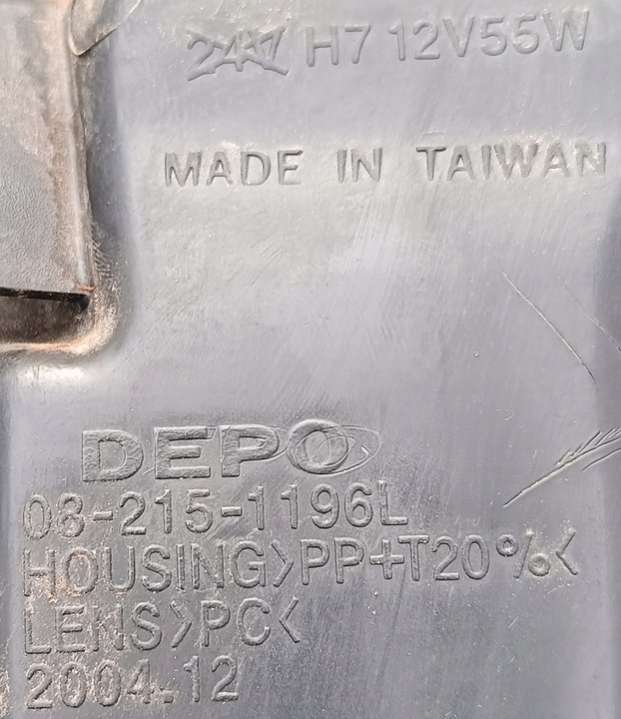 H7 12V55W
MADE IN TAIWAN
DEPO
08-215-1196L
HOUSING>PP+T20%<
LENS>PC<
2004.12